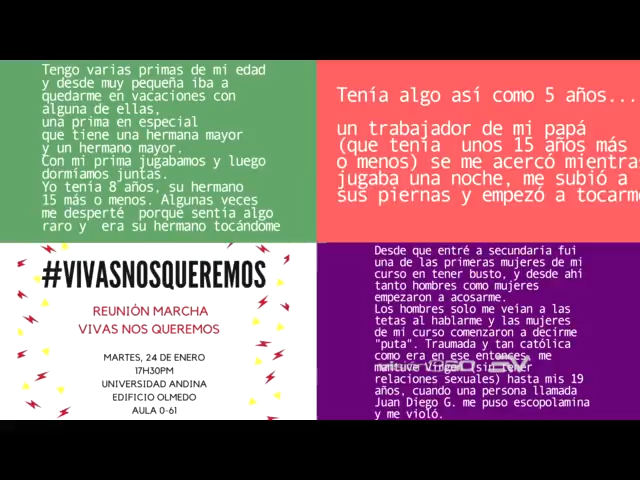 Tengo varias primas de mi edad
y desde muy pequeña iba a
quedarme en vacaciones con
alguna de ellas,
una prima en especial
que tiene una hermana mayor
y un hermano mayor.
Con mi prima jugabamos y luego
dormíamos juntas.
Yo tenía 8 años, su hermano
15 más o menos. Algunas veces
me desperté porque sentía algo
raro y era su hermano tocándome
Tenía algo así como 5 años...
un trabajador de mi papá
(que tenía unos 15 años más
o menos) se me acercó mientras
jugaba una noche, me subió a
sus piernas y empezó a tocarme
#VIVASNOSQUEREMOS
REUNIÓN MARCHA
VIVAS NOS QUEREMOS
MARTES, 24 DE ENERO
17H30PM
UNIVERSIDAD ANDINA
EDIFICIO OLMEDO
AULA 0-61
Desde que entré a secundaría fui
una de las primeras mujeres de mi
curso en tener busto, y desde ahí
tanto hombres como mujeres
empezaron a acosarme.
Los hombres solo me veían a las
tetas al hablarme y las mujeres
de mi curso comenzaron a decirme
"puta". Traumada y tan católica
como era en ese entonces, me
mantuve Virgen (sin tener
relaciones sexuales) hasta mis 19
años, cuando una persona llamada
Juan Diego G. me puso escopolamina
y me violó.